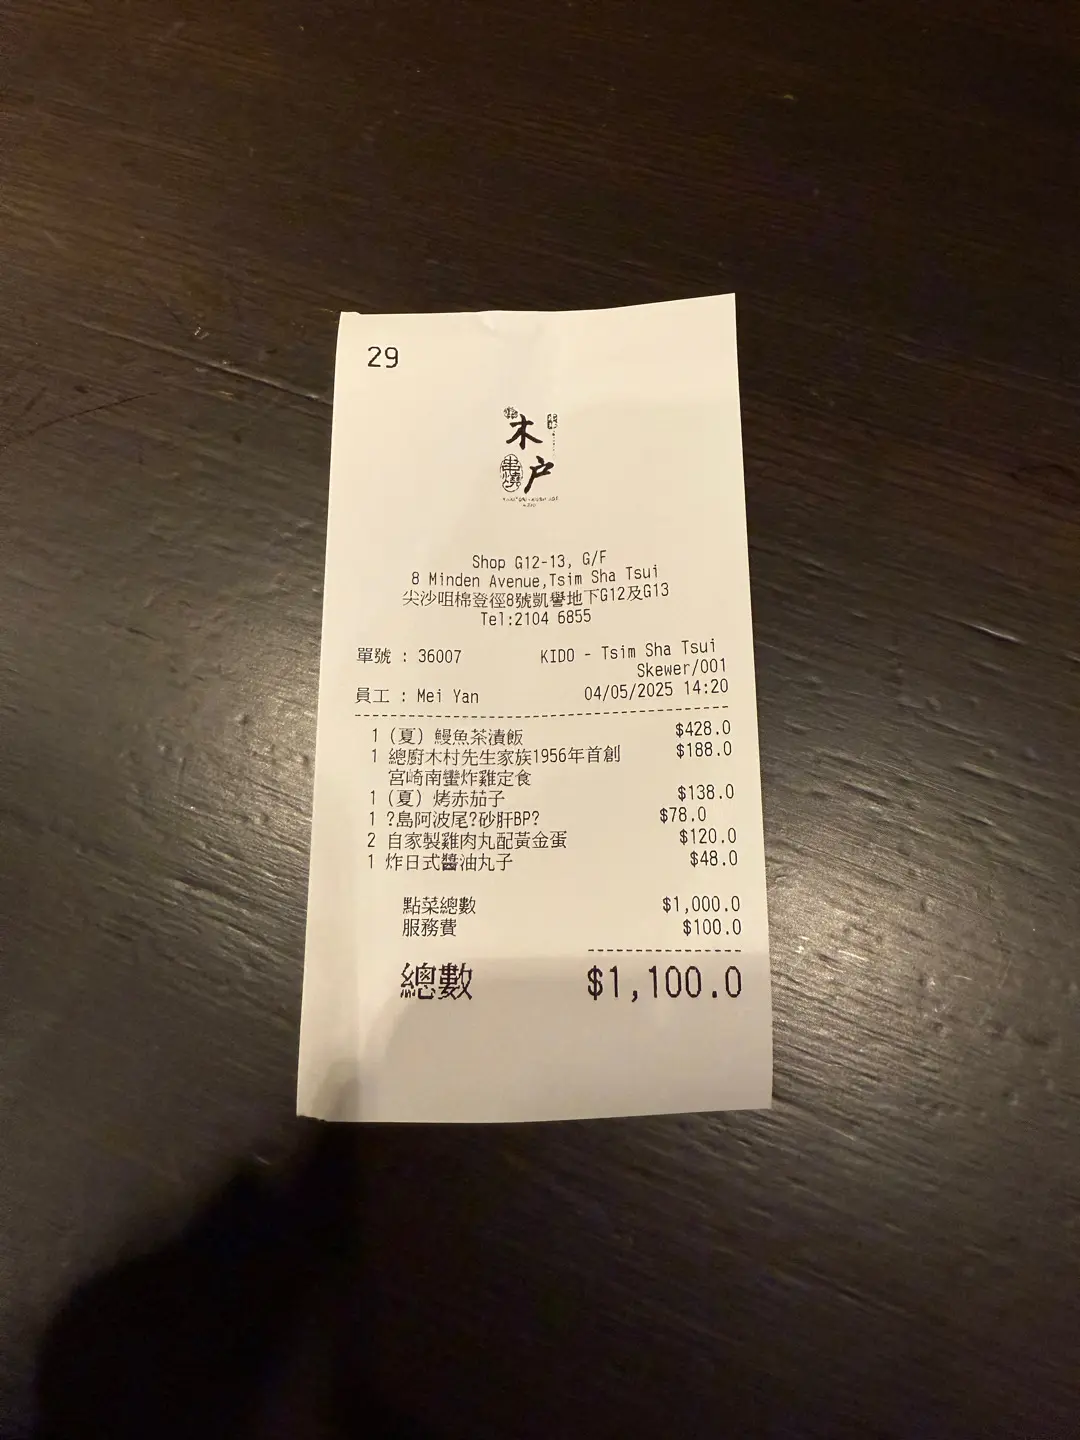 29
木
串燒 户
Shop G12-13, G/F
8 Minden Avenue,Tsim Sha Tsui
尖沙咀棉登徑8號凱譽地下G12及G13
Tel:2104 6855
單號 : 36007 KIDO - Tsim Sha Tsui
Skewer/001
員工 : Mei Yan 04/05/2025 14:20
1 (夏) 鰻魚茶漬飯 $428.0
1 總廚木村先生家族1956年首創 $188.0
宮崎南蠻炸雞定食
1 (夏) 烤赤茄子 $138.0
1 ?島阿波尾?砂肝BP? $78.0
2 自家製雞肉丸配黃金蛋 $120.0
1 炸日式醬油丸子 $48.0
點菜總數 $1,000.0
服務費 $100.0
總數 $1,100.0